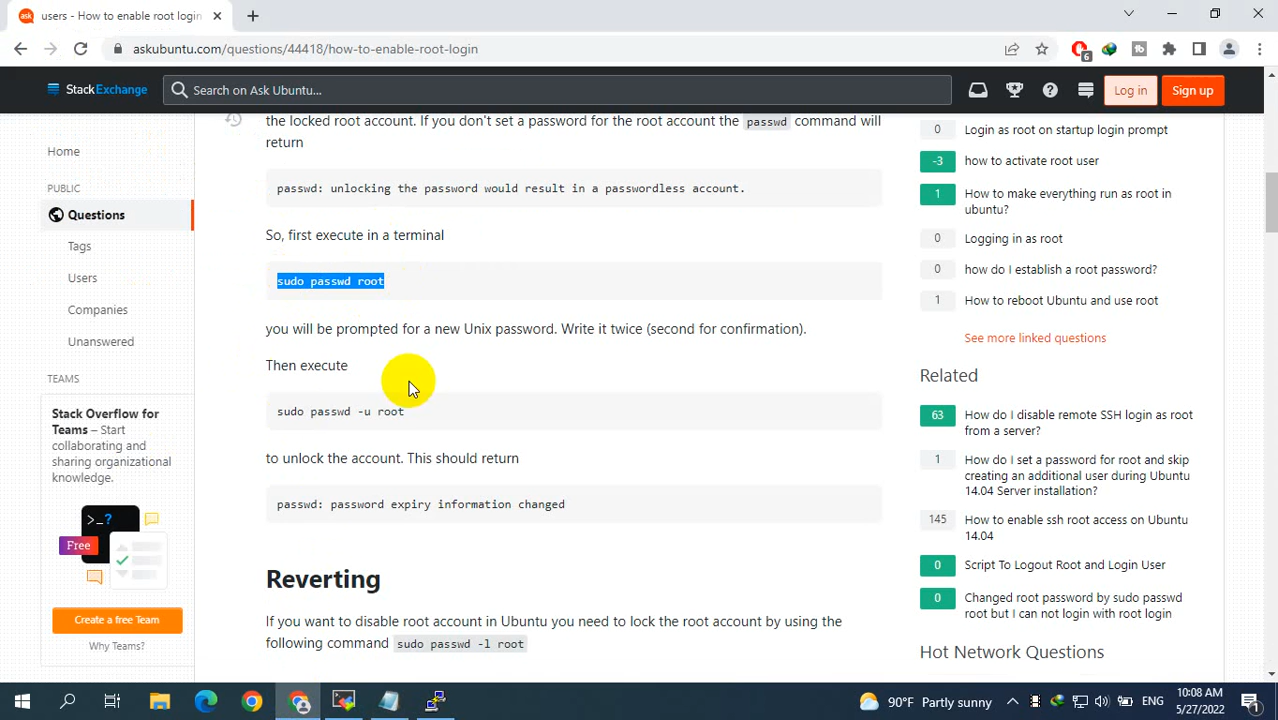 users - How to enable root login
askubuntu.com/questions/44418/how-to-enable-root-login
6
StackExchange
Search on Ask Ubuntu...
Log in
Sign up
Home
PUBLIC
Questions
Tags
Users
Companies
Unanswered
TEAMS
Stack Overflow for
Teams – Start
collaborating and
sharing organizational
knowledge.
>_?
Free
Create a free Team
Why Teams?
the locked root account. If you don't set a password for the root account the passwd command will
return
passwd: unlocking the password would result in a passwordless account.
So, first execute in a terminal
sudo passwd root
you will be prompted for a new Unix password. Write it twice (second for confirmation).
Then execute
sudo passwd -u root
to unlock the account. This should return
passwd: password expiry information changed
Reverting
If you want to disable root account in Ubuntu you need to lock the root account by using the
following command sudo passwd -l root
0 Login as root on startup login prompt
-3 how to activate root user
1 How to make everything run as root in
ubuntu?
0 Logging in as root
0 how do I establish a root password?
1 How to reboot Ubuntu and use root
See more linked questions
Related
63 How do I disable remote SSH login as root
from a server?
1 How do I set a password for root and skip
creating an additional user during Ubuntu
14.04 Server installation?
145 How to enable ssh root access on Ubuntu
14.04
0 Script To Logout Root and Login User
0 Changed root password by sudo passwd
root but I can not login with root login
Hot Network Questions
90°F Partly sunny
ENG
10:08 AM
5/27/2022
1